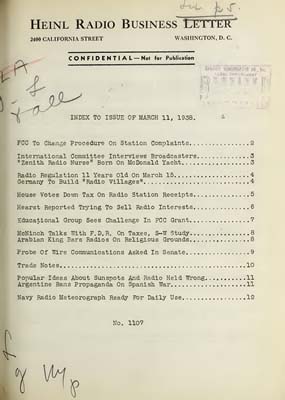 HEINL RADIO BUSINESS LETTER
2400 CALIFORNIA STREET WASHINGTON, D. C.
CONFIDENTIAL—Not for Publication
INDEX TO ISSUE OF MARCH 11, 1938.
FCC To Change Procedure On Station Complaints..............2
International Committee Interviews Broadcasters............3
"Zenith Radio Nurse" Born On McDonald Yacht................3
Radio Regulation 11 Years Old On March 15..................4
Germany To Build "Radio Villages"..........................4
House Votes Down Tax On Radio Station Receipts.............5
Hearst Reported Trying To Sell Radio Interests.............6
Educational Group Sees Challenge In FCC Grant..............7
McNinch Talks With F.D.R. On Taxes, S-W Study..............8
Arabian King Bars Radios On Religious Grounds..............8
Probe Of Wire Communications Asked In Senate...............9
Trade Notes................................................10
Popular Ideas About Sunspots And Radio Held Wrong..........11
Argentine Bans Propaganda On Spanish War...................11
Navy Radio Meteorograph Ready For Daily Use................12
No. 1107